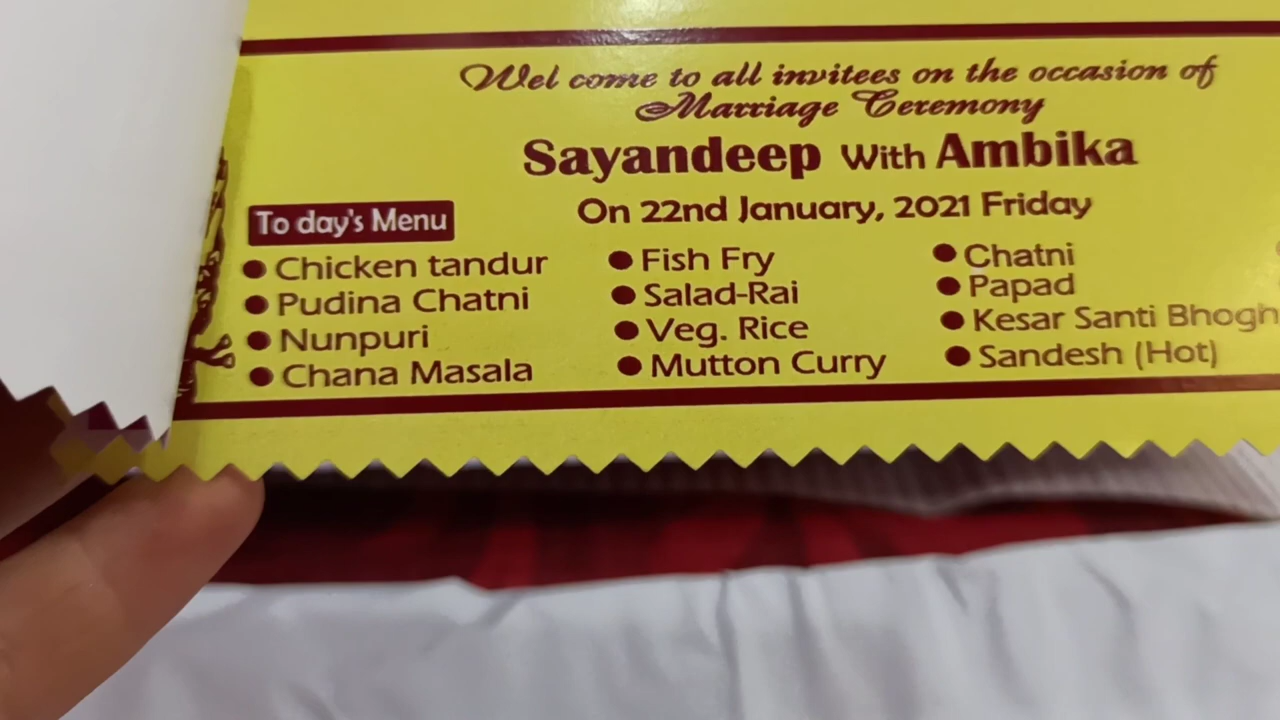 Wel come to all invitees on the occasion of
Marriage Ceremony
Sayandeep With Ambika
On 22nd January, 2021 Friday
To day's Menu
Chicken tandur
Pudina Chatni
Nunpuri
Chana Masala
Fish Fry
Salad-Rai
Veg. Rice
Mutton Curry
Chatni
Papad
Kesar Santi Bhogh
Sandesh (Hot)